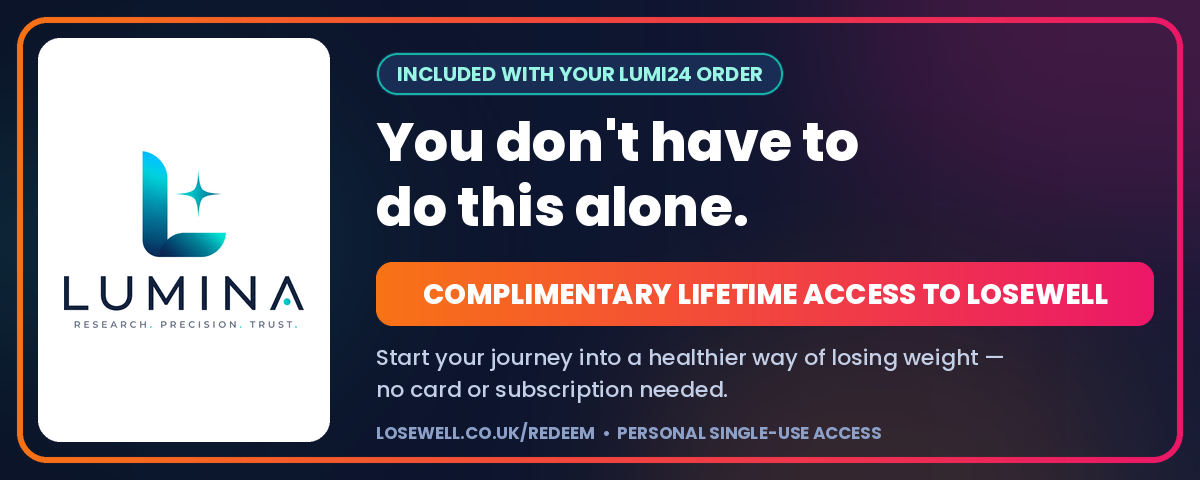 LUMINA
RESEARCH. PRECISION. TRUST.
INCLUDED WITH YOUR LUMI24 ORDER
You don't have to
do this alone.
COMPLIMENTARY LIFETIME ACCESS TO LOSEWELL
Start your journey into a healthier way of losing weight —
no card or subscription needed.
LOSEWELL.CO.UK/REDEEM • PERSONAL SINGLE-USE ACCESS